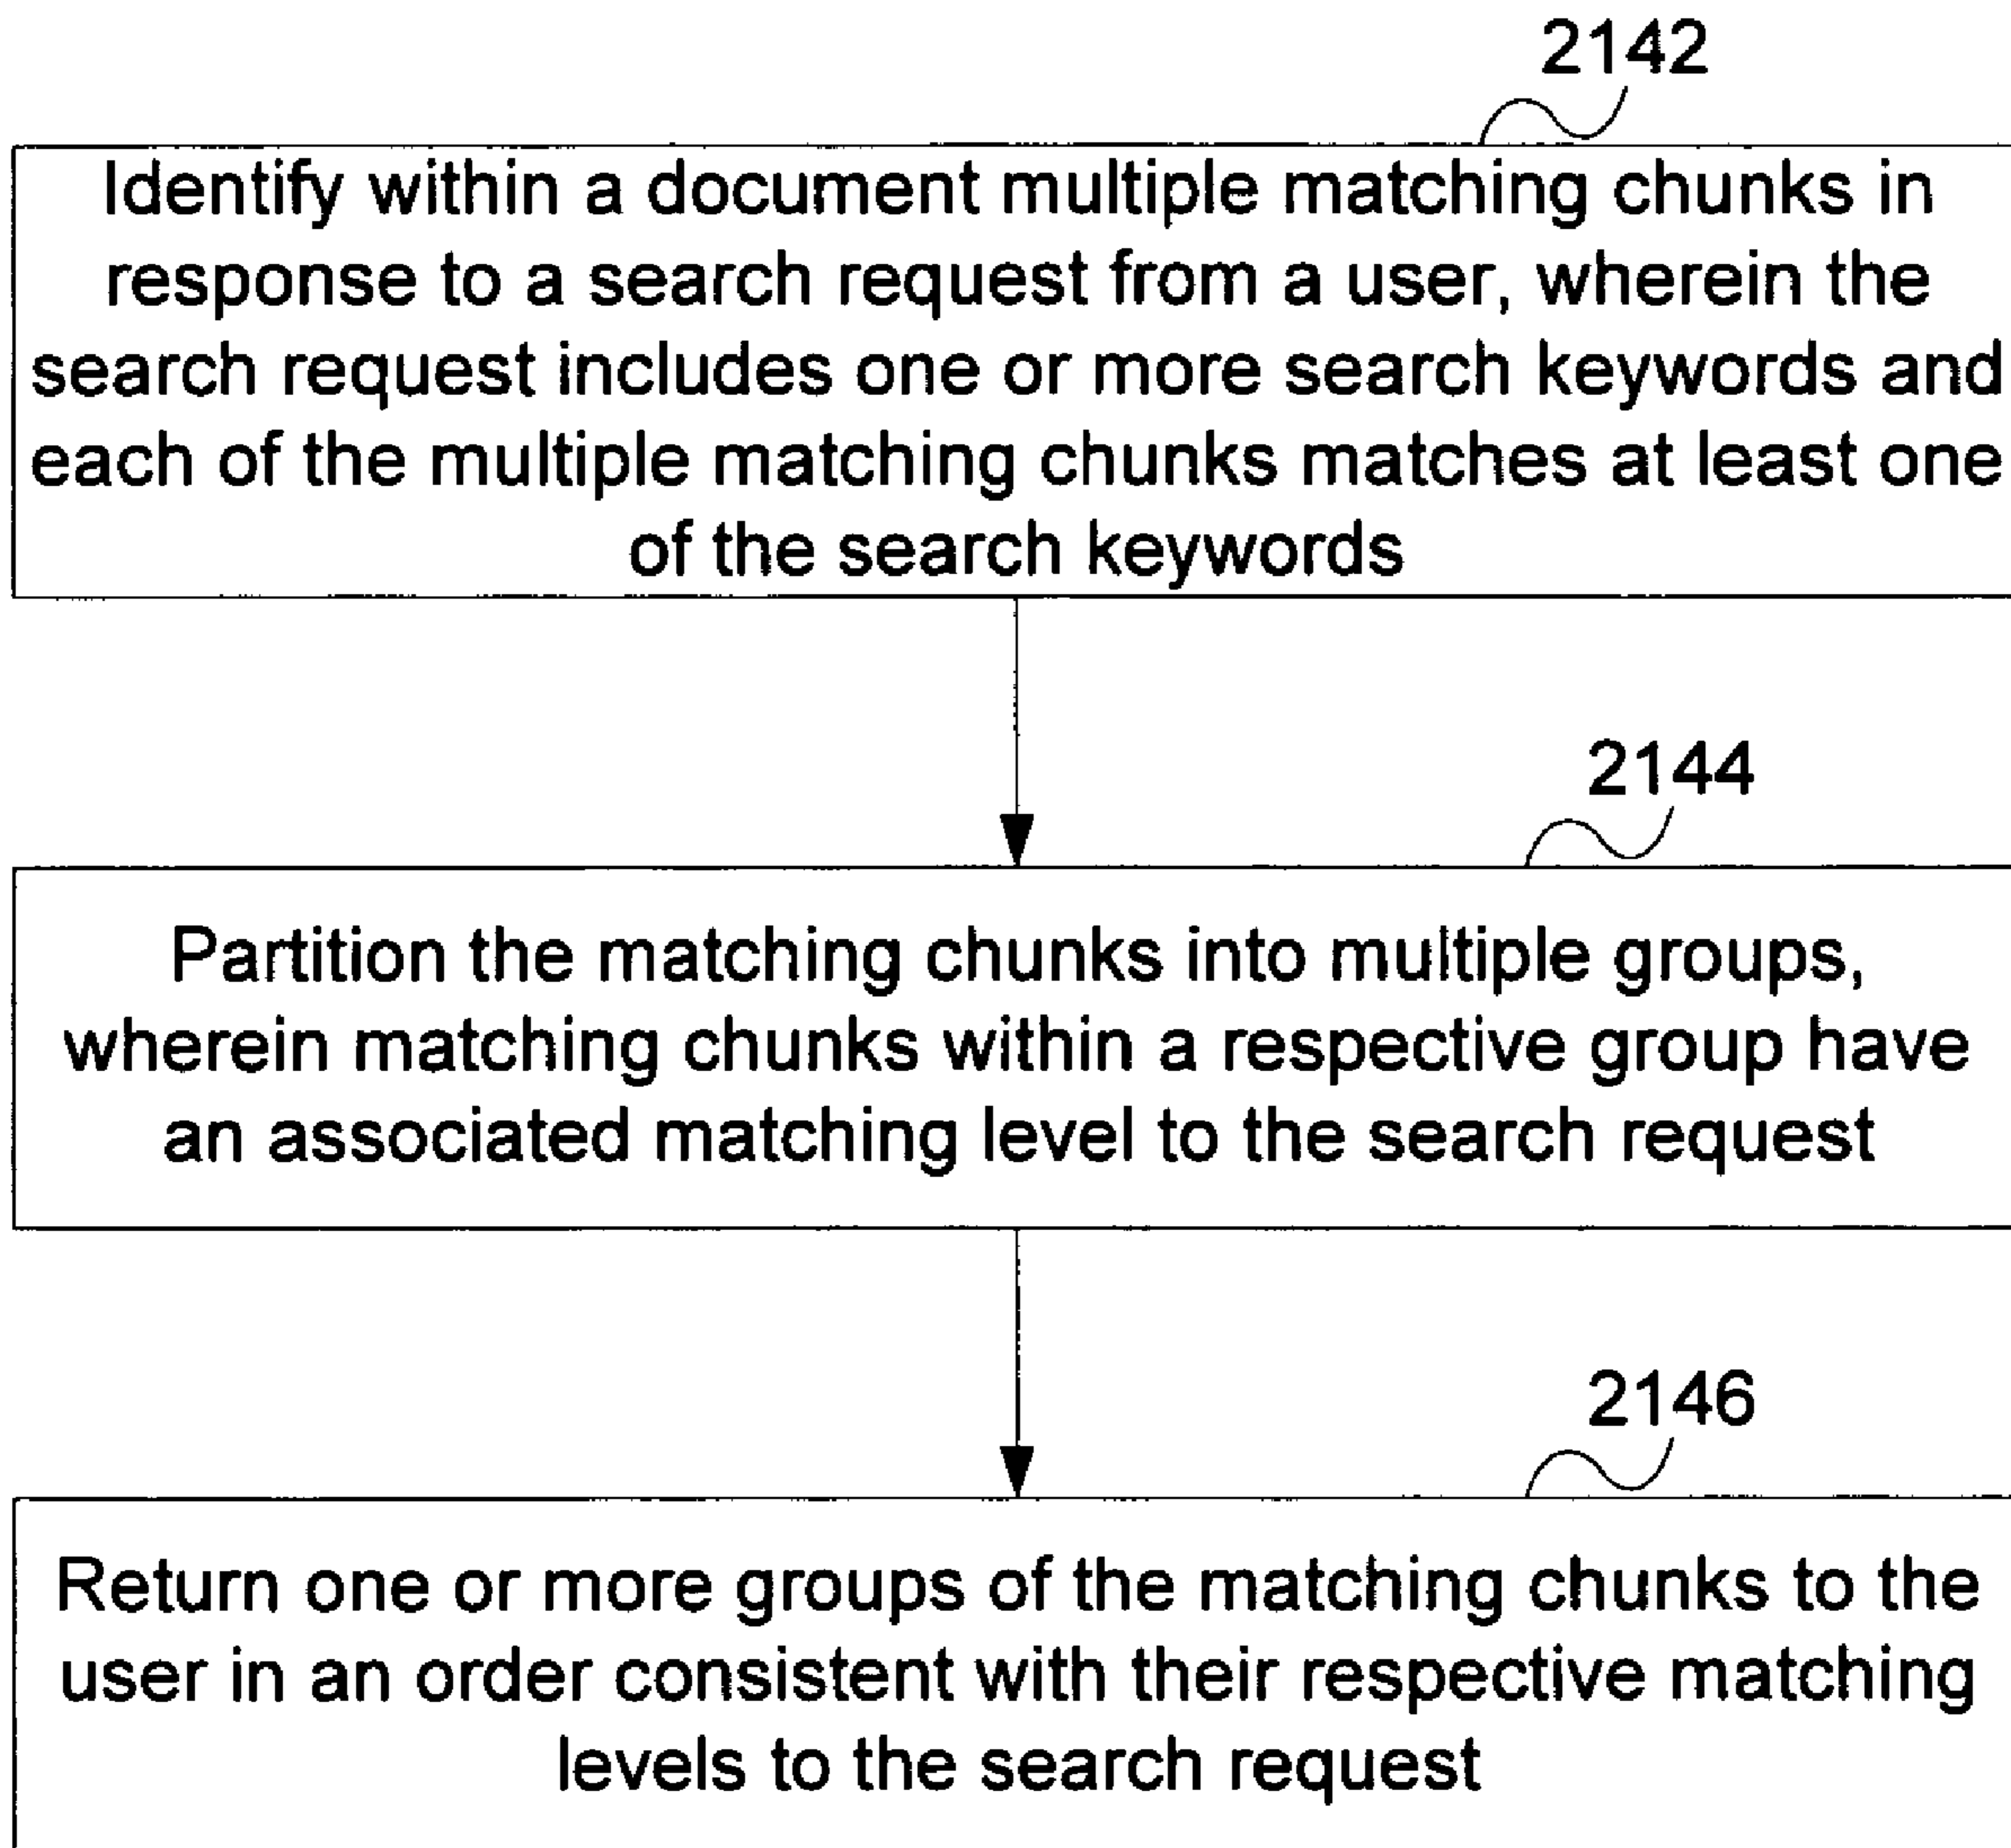 2142
Identify within a document multiple matching chunks in
response to a search request from a user, wherein the
search request includes one or more search keywords and
each of the multiple matching chunks matches at least one
of the search keywords
2144
Partition the matching chunks into multiple groups,
wherein matching chunks within a respective group have
an associated matching level to the search request
2146
Return one or more groups of the matching chunks to the
user in an order consistent with their respective matching
levels to the search request